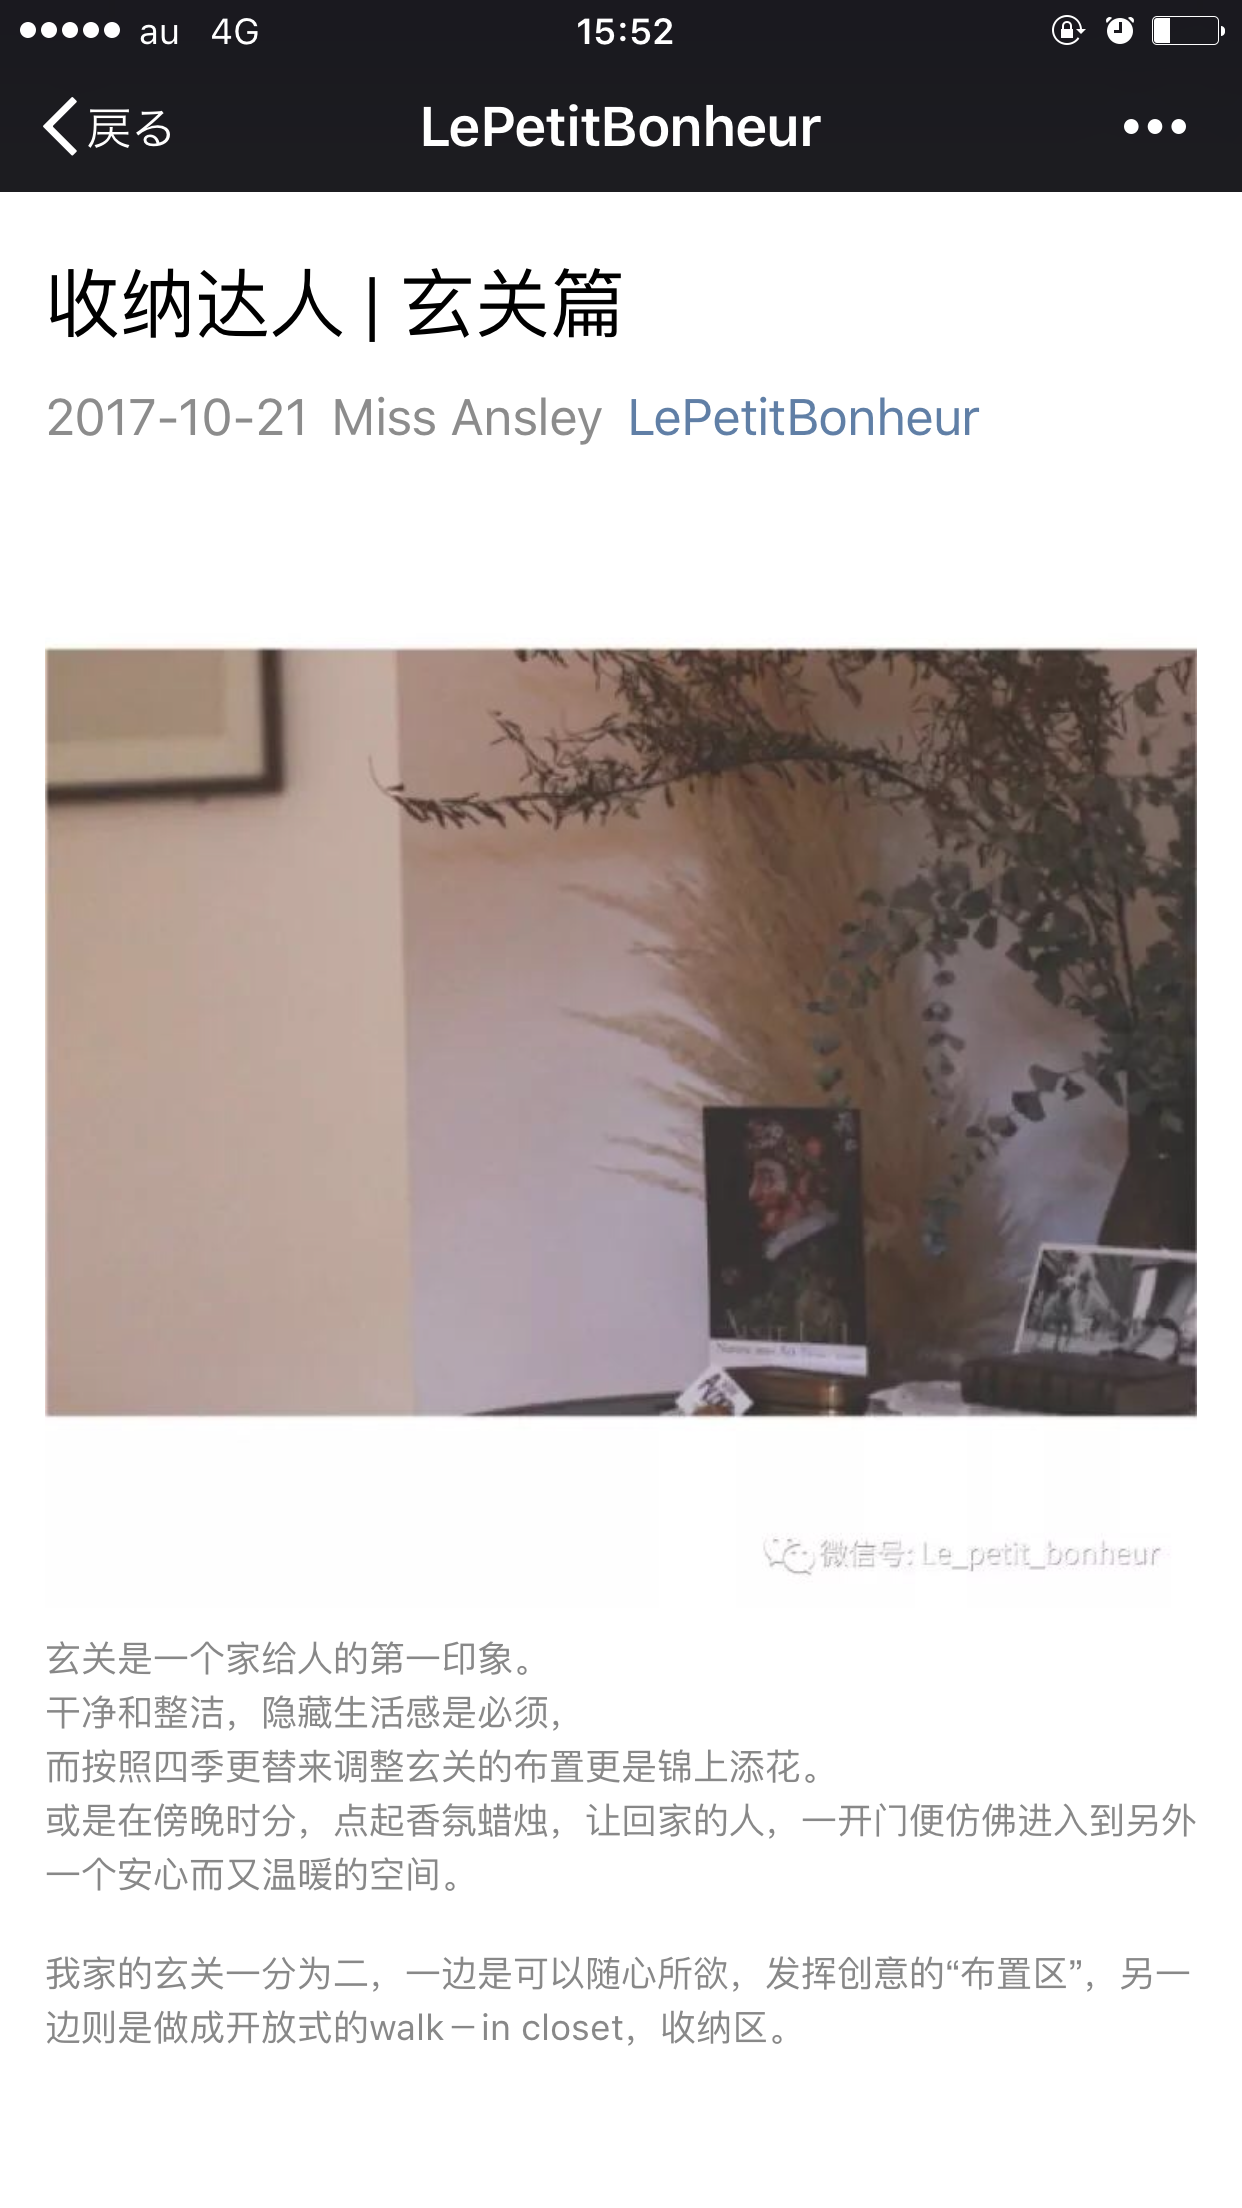 au 4G 15:52
戻る LePetitBonheur
收纳达人 | 玄关篇
2017-10-21 Miss Ansley LePetitBonheur
微信号: Le_petit_bonheur
玄关是一个家给人的第一印象。
干净和整洁，隐藏生活感是必须，
而按照四季更替来调整玄关的布置更是锦上添花。
或是在傍晚时分，点起香氛蜡烛，让回家的人，一开门便仿佛进入到另外
一个安心而又温暖的空间。
我家的玄关一分为二，一边是可以随心所欲，发挥创意的“布置区”，另一
边则是做成开放式的walk－in closet，收纳区。